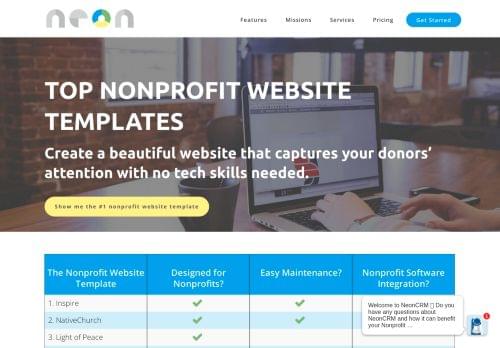 neon
Features Missions Services Pricing Get Started
TOP NONPROFIT WEBSITE
TEMPLATES
Create a beautiful website that captures your donors’
attention with no tech skills needed.
Show me the #1 nonprofit website template
The Nonprofit Website
Template
Designed for
Nonprofits?
Easy Maintenance?
Nonprofit Software
Integration?
1. Inspire
2. NativeChurch
3. Light of Peace
Welcome to NeonCRM Do you
have any questions about
NeonCRM and how it can benefit
your Nonprofit ...
1